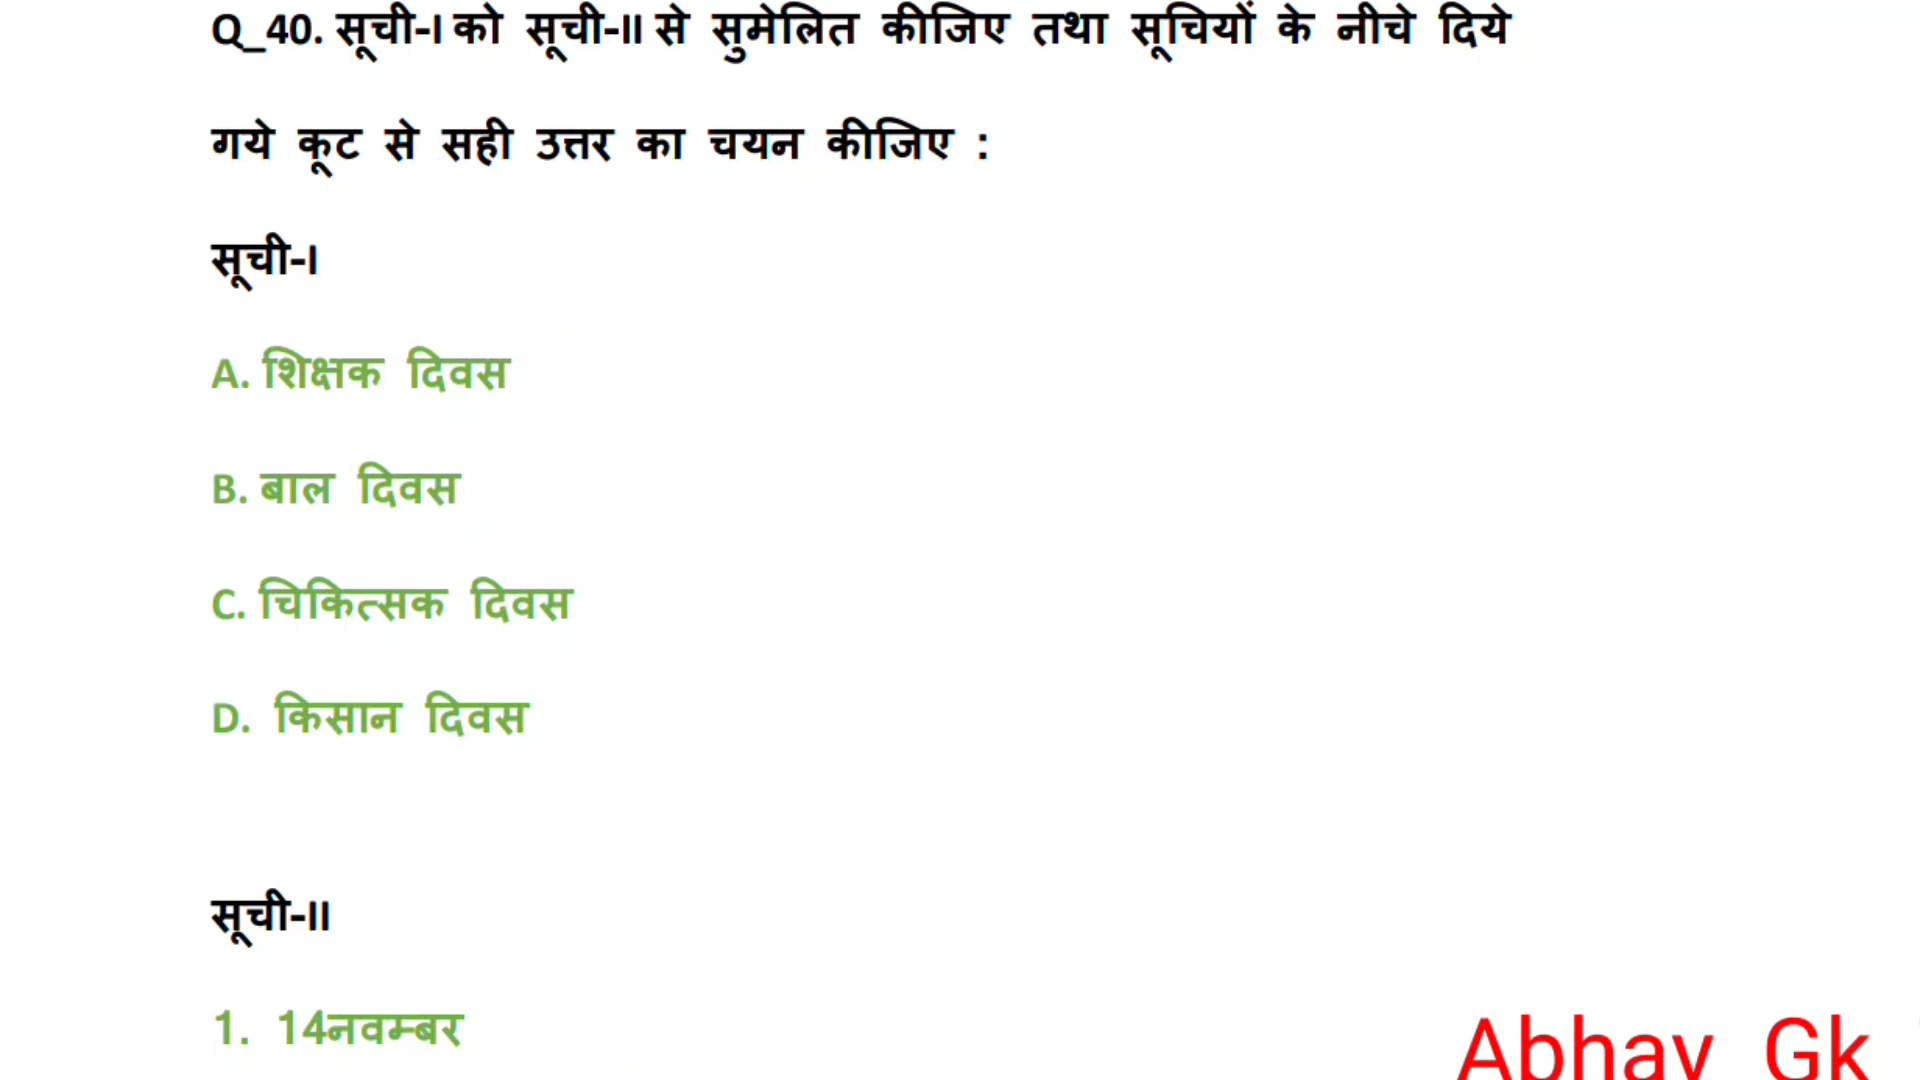 Q_40. सूची-I को सूची-II से सुमेलित कीजिए तथा सूचियों के नीचे दिये
गये कूट से सही उत्तर का चयन कीजिए :
सूची-I
A. शिक्षक दिवस
B. बाल दिवस
C. चिकित्सक दिवस
D. किसान दिवस
सूची-II
1. 14नवम्बर
Abhay Gk